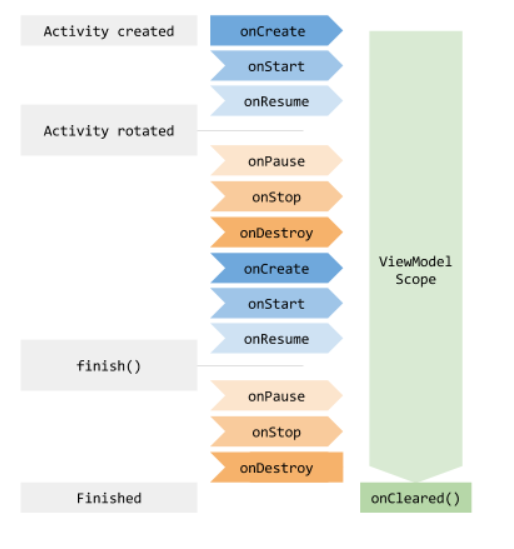 Activity created
onCreate
onStart
onResume
Activity rotated
onPause
onStop
onDestroy
onCreate
onStart
onResume
finish()
onPause
onStop
onDestroy
Finished
ViewModel
Scope
onCleared()